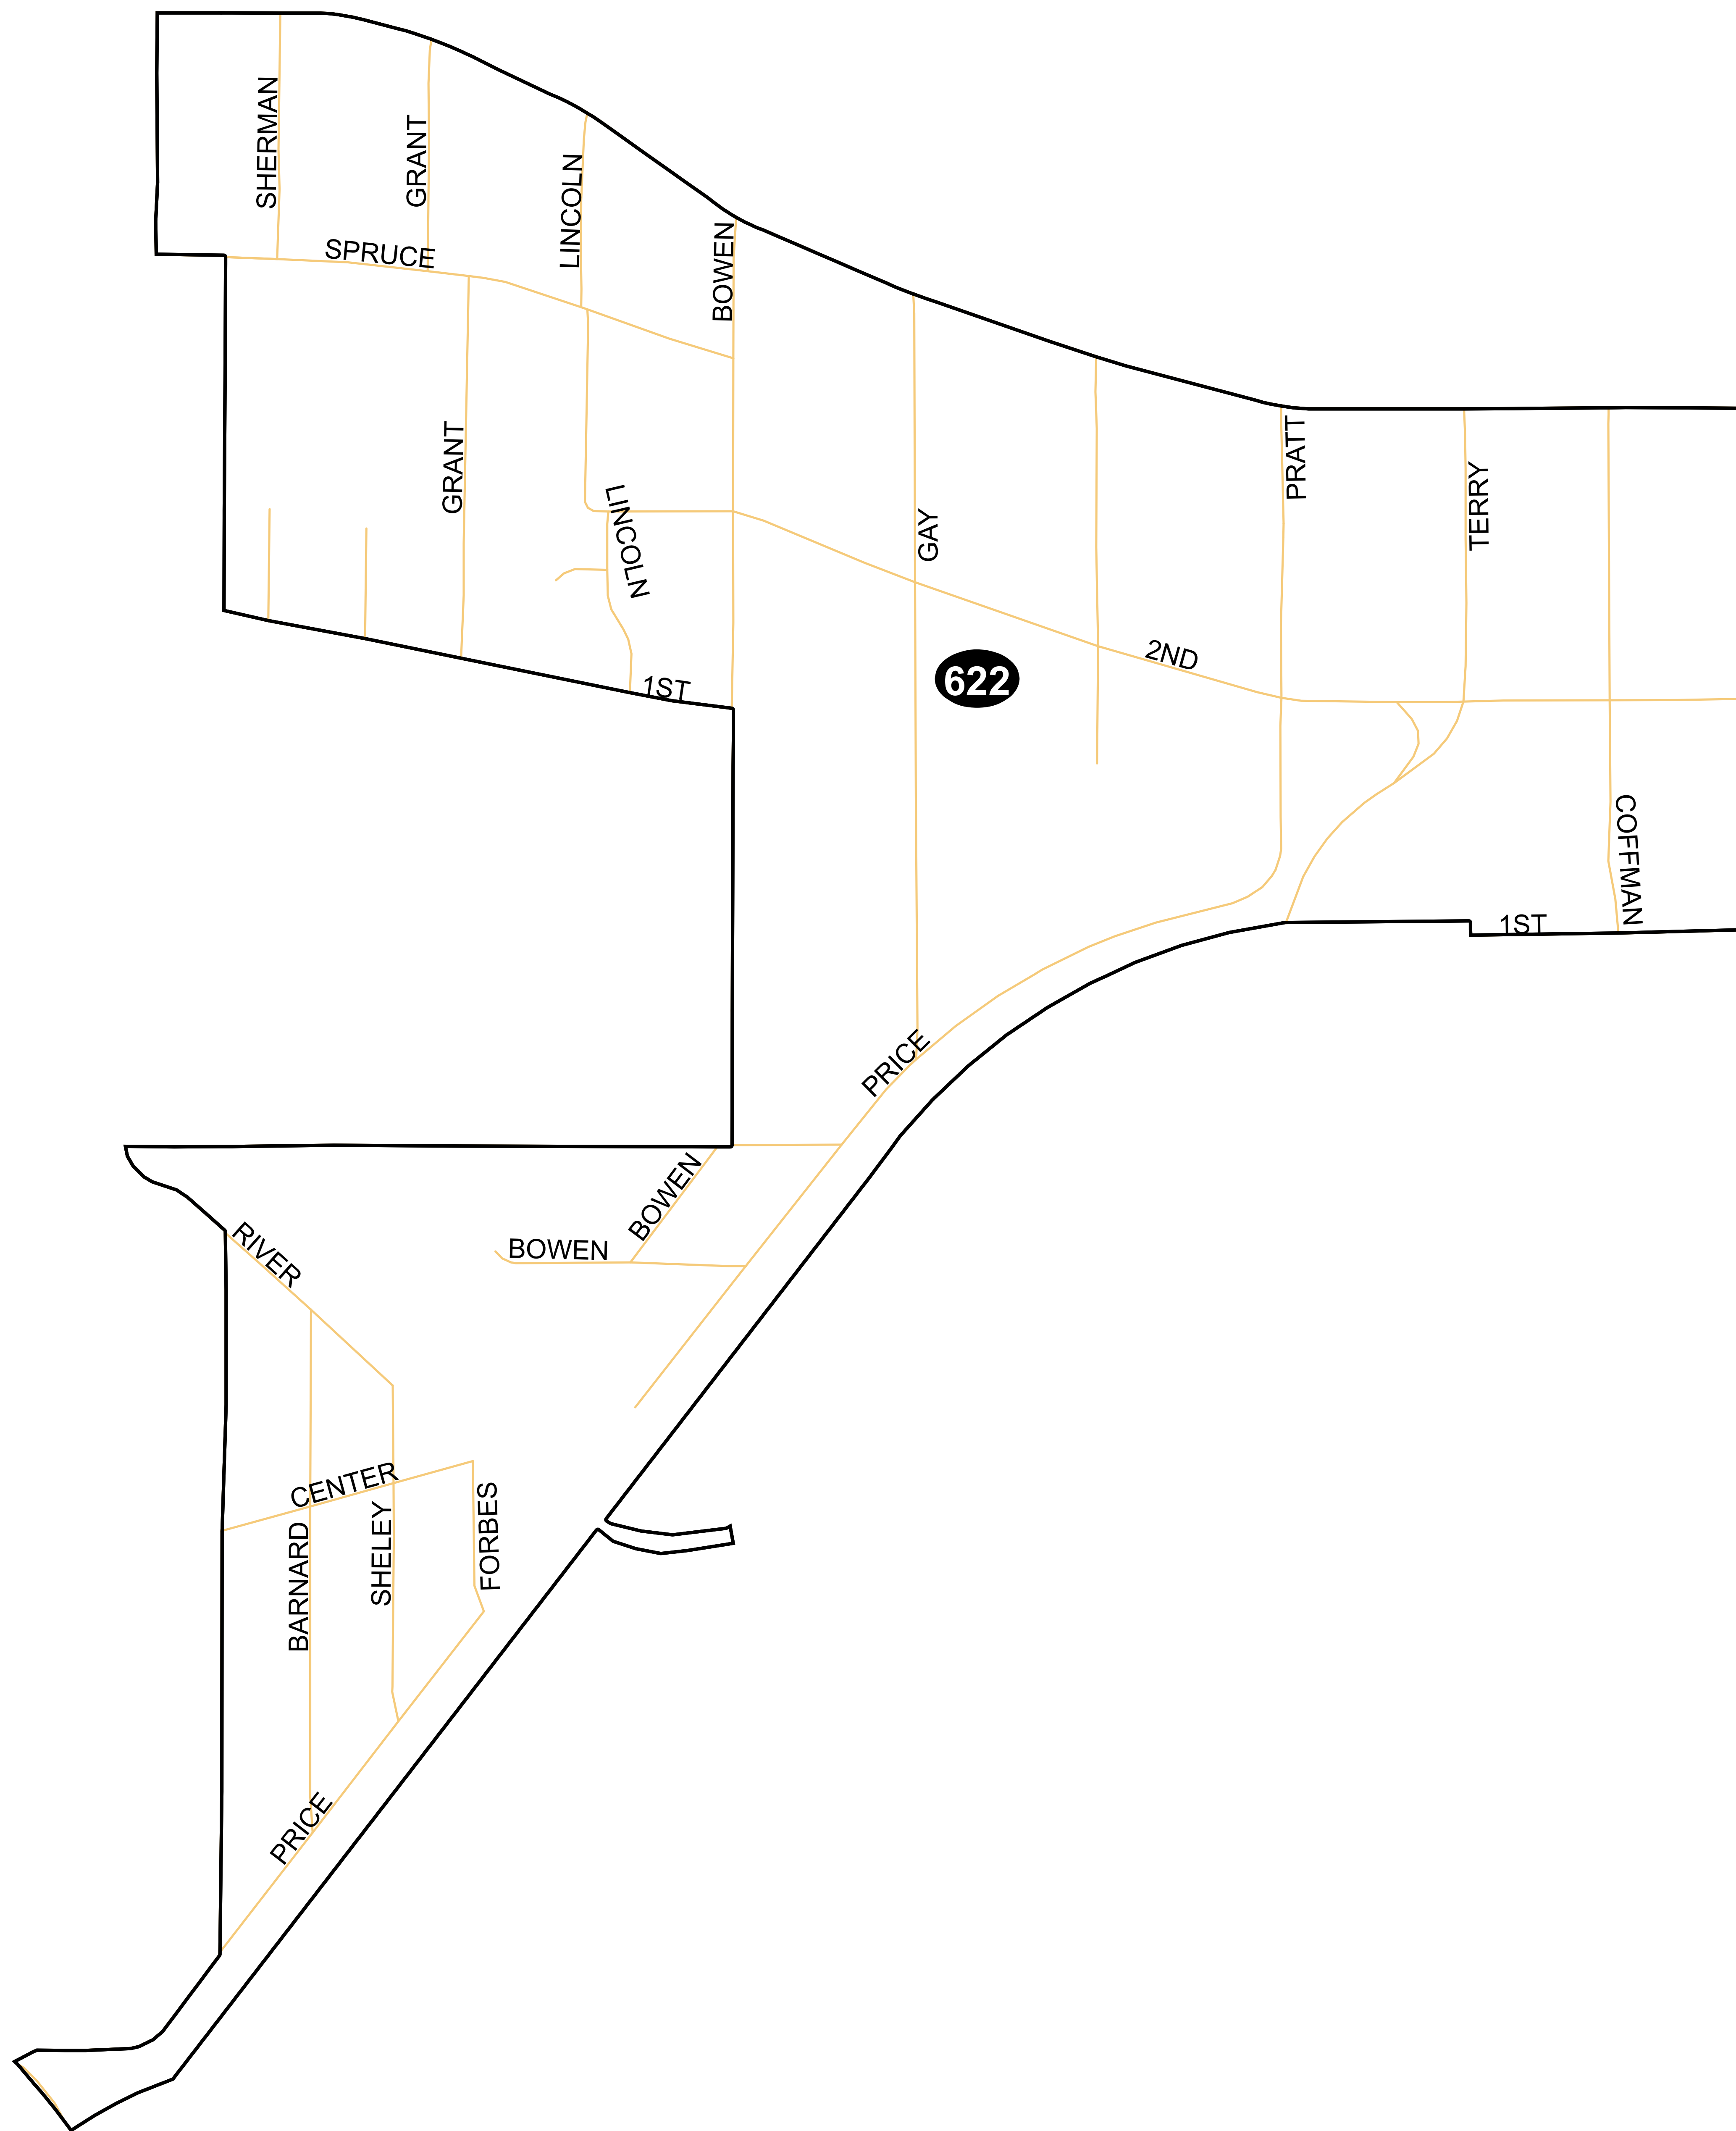 SHERMAN
GRANT
LINCOLN
SPRUCE
BOWEN
GRANT
PRATT
TERRY
LINCOLN
GAY
2ND
622
1ST
COFFMAN
1ST
PRICE
BOWEN
BOWEN
RIVER
CENTER
FORBES
SHELEY
BARNARD
PRICE